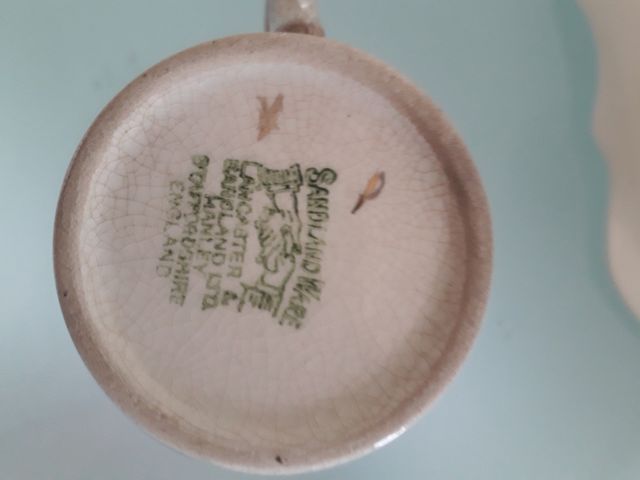 SANDLAND WARE
LANCASTER &
SANDLAND LTD
HANLEY
STAFFORDSHIRE
ENGLAND